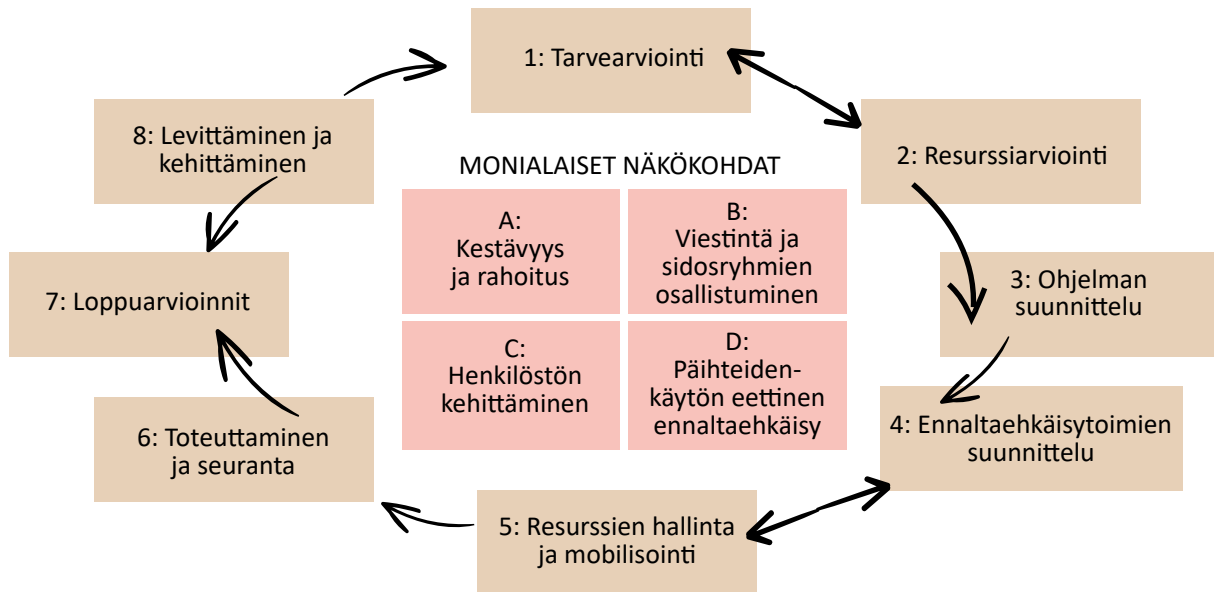 1: Tarvearviointi
2: Resurssiarviointi
3: Ohjelman
suunnittelu
4: Ennaltaehkäisytoimien
suunnittelu
5: Resurssien hallinta
ja mobilisointi
6: Toteuttaminen
ja seuranta
7: Loppuarvioinnit
8: Levittäminen ja
kehittäminen
MONIALAISET NÄKÖKOHDAT
A:
Kestävyys
ja rahoitus
B:
Viestintä ja
sidosryhmien
osallistuminen
C:
Henkilöstön
kehittäminen
D:
Päihteiden-
käytön eettinen
ennaltaehkäisy